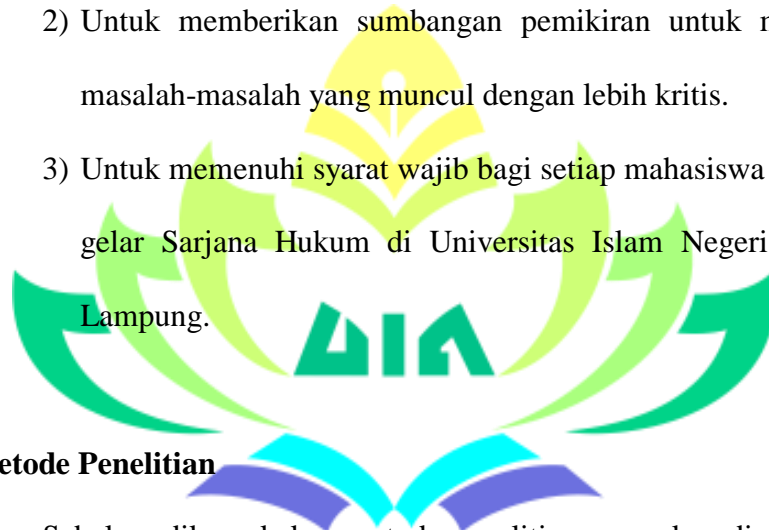 2) Untuk memberikan sumbangan pemikiran untuk
masalah-masalah yang muncul dengan lebih kritis.
3) Untuk memenuhi syarat wajib bagi setiap mahasiswa
gelar Sarjana Hukum di Universitas Islam Negeri
Lampung.
UIN
etode Penelitian